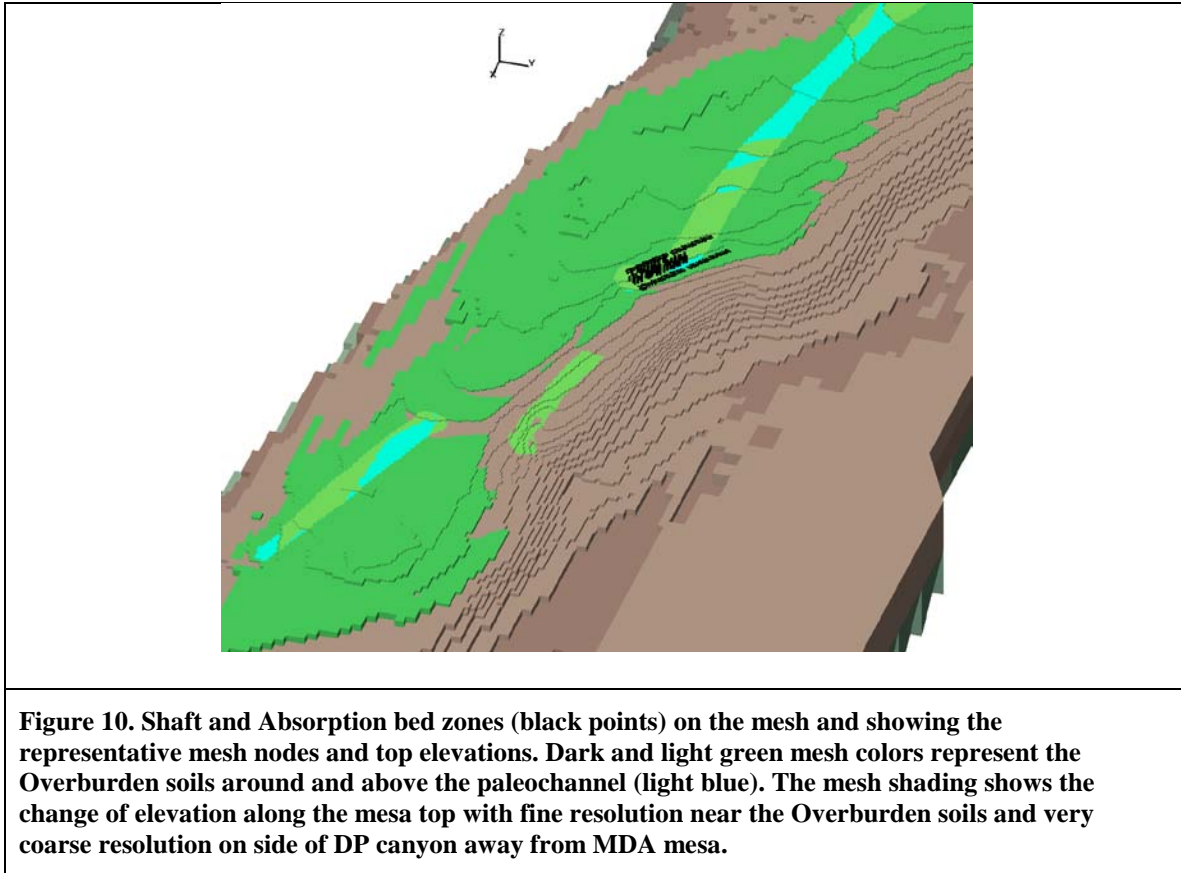 Z
Y
X
Figure 10. Shaft and Absorption bed zones (black points) on the mesh and showing the
representative mesh nodes and top elevations. Dark and light green mesh colors represent the
Overburden soils around and above the paleochannel (light blue). The mesh shading shows the
change of elevation along the mesa top with fine resolution near the Overburden soils and very
coarse resolution on side of DP canyon away from MDA mesa.